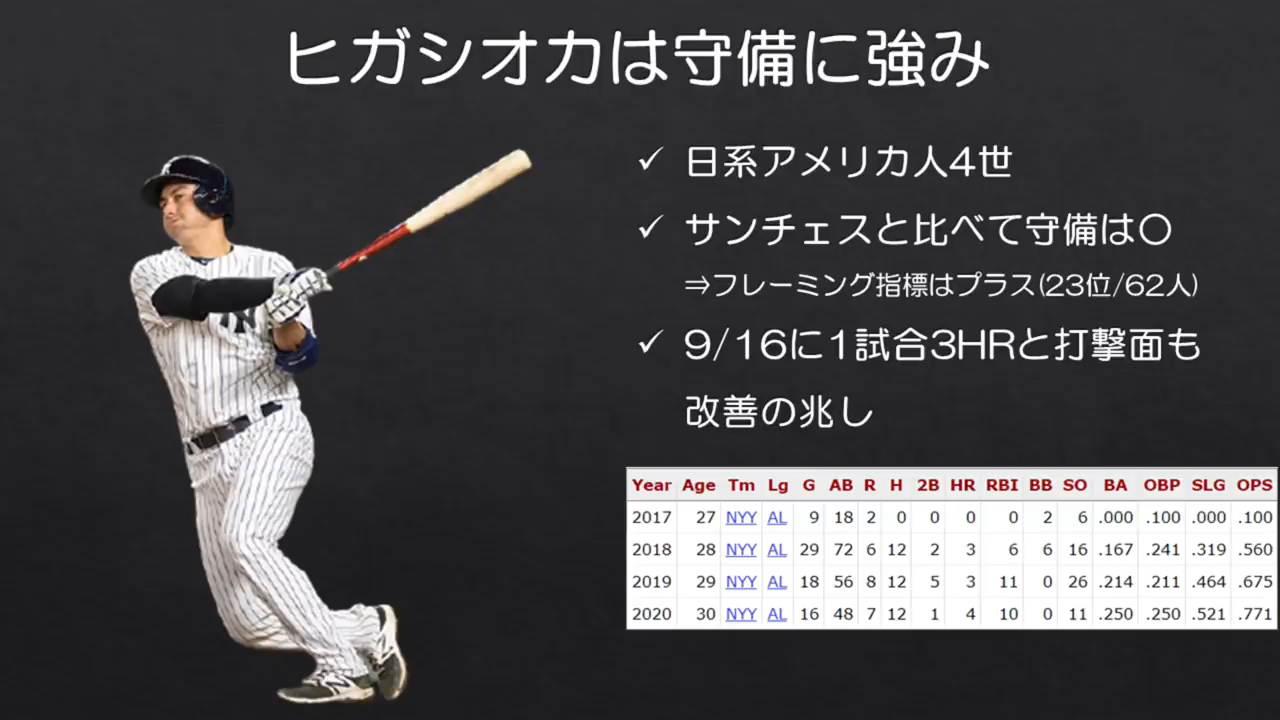 ヒガシオカは守備に強み
✓ 日系アメリカ人4世
✓ サンチェスと比べて守備は〇
⇒フレーミング指標はプラス(23位/62人)
✓ 9/16に1試合3HRと打撃面も
改善の兆し
Year Age Tm Lg G AB R H 2B HR RBI BB SO BA OBP SLG OPS
2017 27 NYY AL 9 18 2 0 0 0 0 2 6 .000 .100 .000 .100
2018 28 NYY AL 29 72 6 12 2 3 6 6 16 .167 .241 .319 .560
2019 29 NYY AL 18 56 8 12 5 3 11 0 26 .214 .211 .464 .675
2020 30 NYY AL 16 48 7 12 1 4 10 0 11 .250 .250 .521 .771